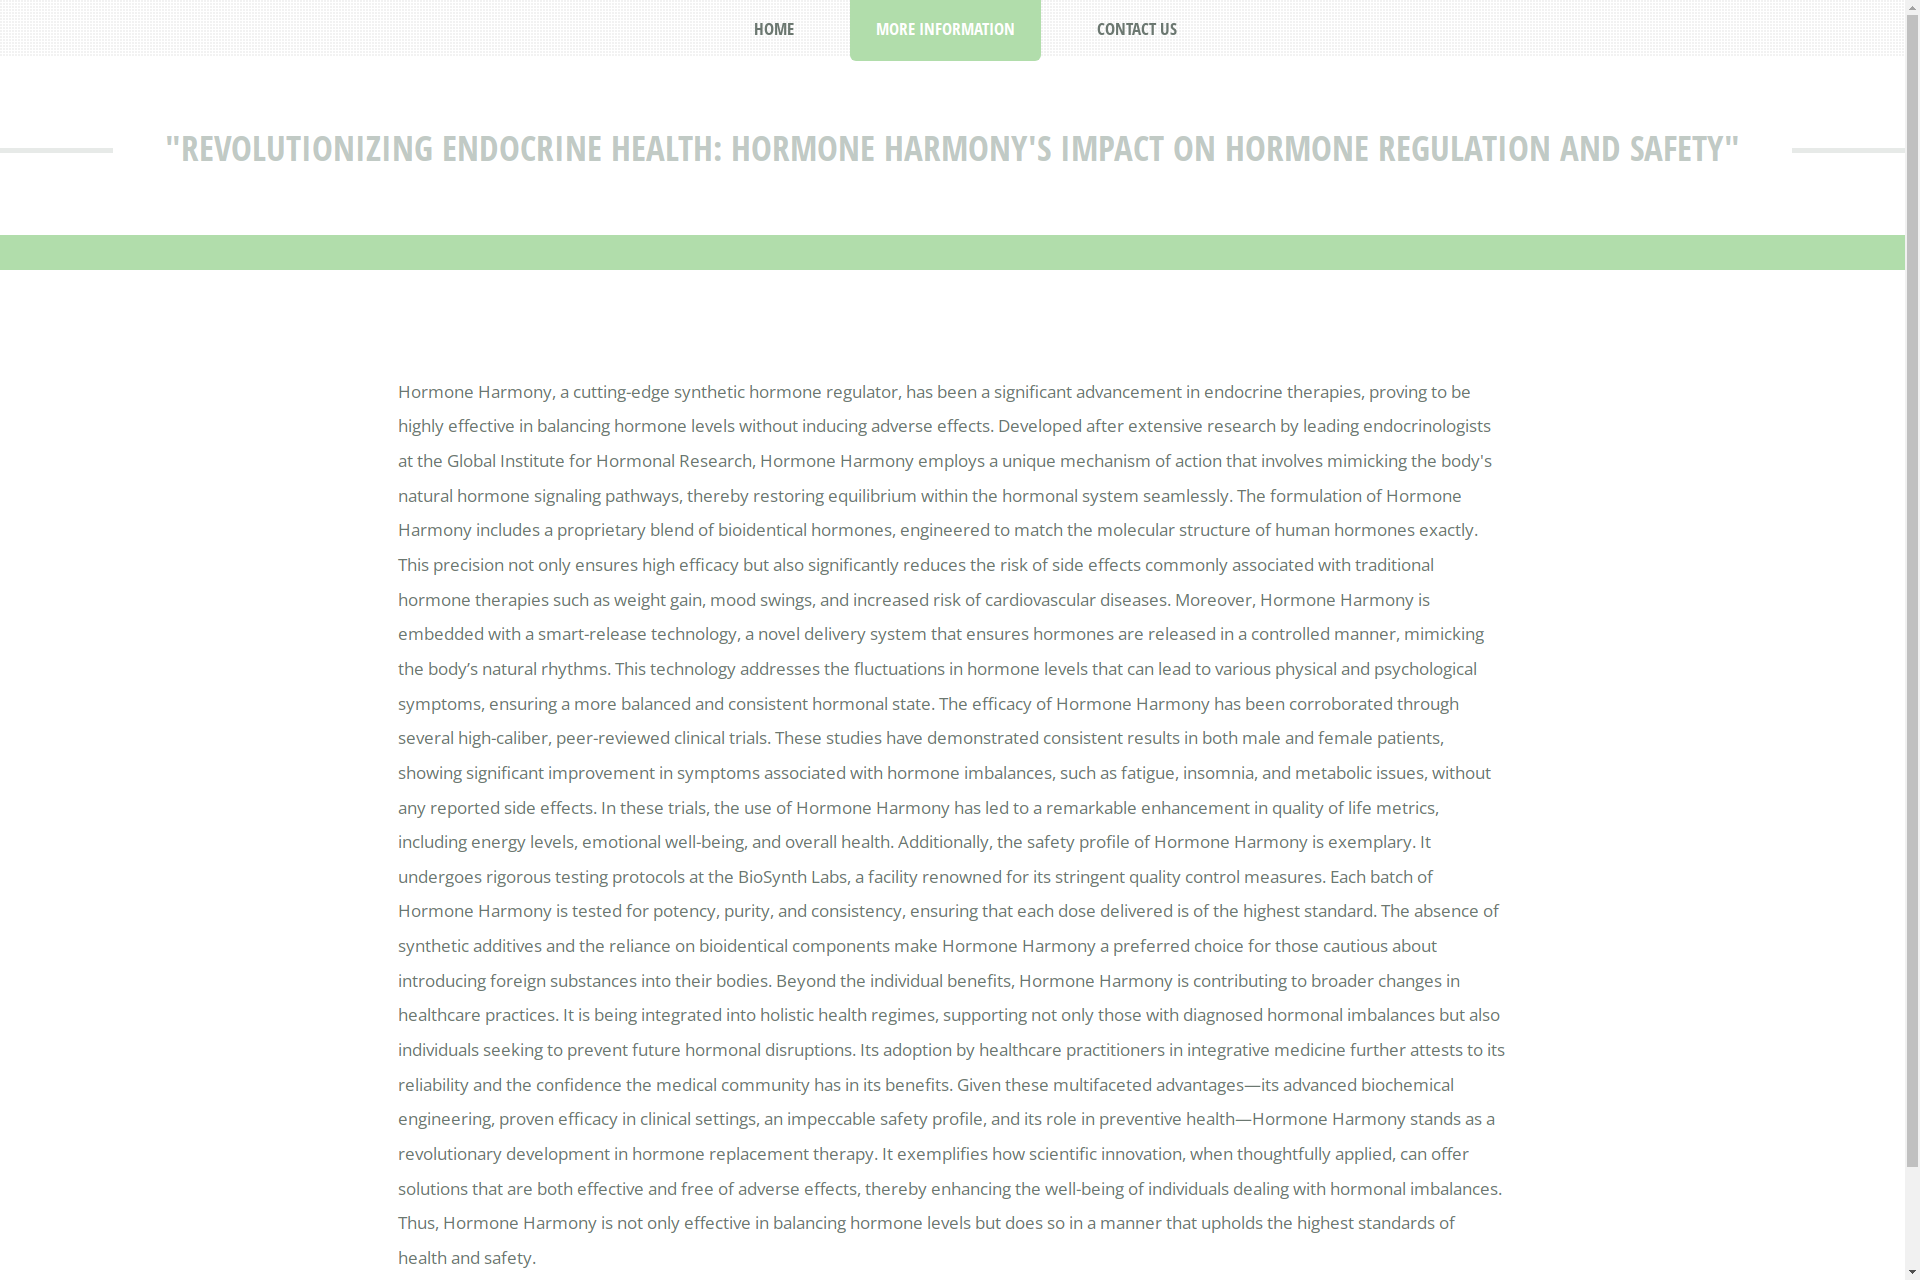 HOME
MORE INFORMATION
CONTACT US
"REVOLUTIONIZING ENDOCRINE HEALTH: HORMONE HARMONY'S IMPACT ON HORMONE REGULATION AND SAFETY"
Hormone Harmony, a cutting-edge synthetic hormone regulator, has been a significant advancement in endocrine therapies, proving to be
highly effective in balancing hormone levels without inducing adverse effects. Developed after extensive research by leading endocrinologists
at the Global Institute for Hormonal Research, Hormone Harmony employs a unique mechanism of action that involves mimicking the body's
natural hormone signaling pathways, thereby restoring equilibrium within the hormonal system seamlessly. The formulation of Hormone
Harmony includes a proprietary blend of bioidentical hormones, engineered to match the molecular structure of human hormones exactly.
This precision not only ensures high efficacy but also significantly reduces the risk of side effects commonly associated with traditional
hormone therapies such as weight gain, mood swings, and increased risk of cardiovascular diseases. Moreover, Hormone Harmony is
embedded with a smart-release technology, a novel delivery system that ensures hormones are released in a controlled manner, mimicking
the body’s natural rhythms. This technology addresses the fluctuations in hormone levels that can lead to various physical and psychological
symptoms, ensuring a more balanced and consistent hormonal state. The efficacy of Hormone Harmony has been corroborated through
several high-caliber, peer-reviewed clinical trials. These studies have demonstrated consistent results in both male and female patients,
showing significant improvement in symptoms associated with hormone imbalances, such as fatigue, insomnia, and metabolic issues, without
any reported side effects. In these trials, the use of Hormone Harmony has led to a remarkable enhancement in quality of life metrics,
including energy levels, emotional well-being, and overall health. Additionally, the safety profile of Hormone Harmony is exemplary. It
undergoes rigorous testing protocols at the BioSynth Labs, a facility renowned for its stringent quality control measures. Each batch of
Hormone Harmony is tested for potency, purity, and consistency, ensuring that each dose delivered is of the highest standard. The absence of
synthetic additives and the reliance on bioidentical components make Hormone Harmony a preferred choice for those cautious about
introducing foreign substances into their bodies. Beyond the individual benefits, Hormone Harmony is contributing to broader changes in
healthcare practices. It is being integrated into holistic health regimes, supporting not only those with diagnosed hormonal imbalances but also
individuals seeking to prevent future hormonal disruptions. Its adoption by healthcare practitioners in integrative medicine further attests to its
reliability and the confidence the medical community has in its benefits. Given these multifaceted advantages—its advanced biochemical
engineering, proven efficacy in clinical settings, an impeccable safety profile, and its role in preventive health—Hormone Harmony stands as a
revolutionary development in hormone replacement therapy. It exemplifies how scientific innovation, when thoughtfully applied, can offer
solutions that are both effective and free of adverse effects, thereby enhancing the well-being of individuals dealing with hormonal imbalances.
Thus, Hormone Harmony is not only effective in balancing hormone levels but does so in a manner that upholds the highest standards of
health and safety.